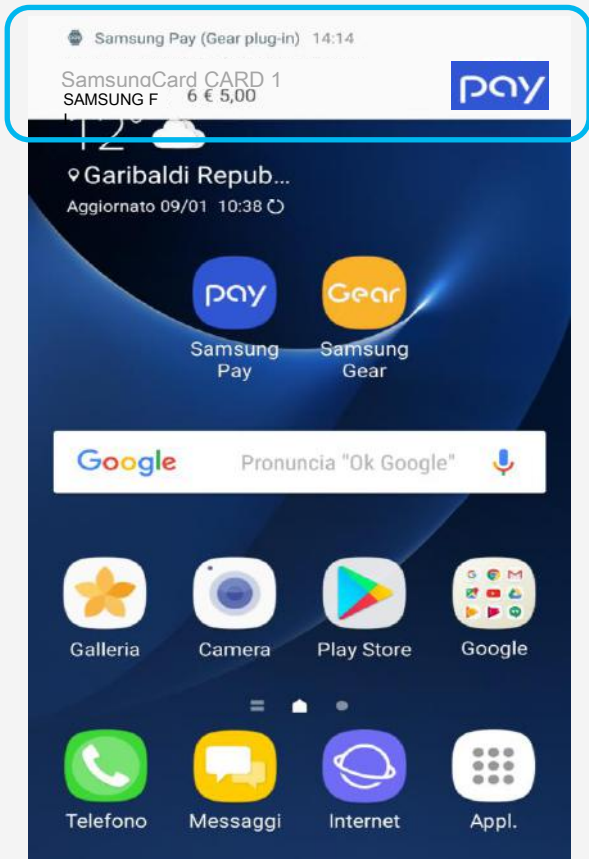 Samsung Pay (Gear plug-in) 14:14
SamsungCard CARD 1
SAMSUNG F 6 € 5,00
pay
12°
Garibaldi Repub...
Aggiornato 09/01 10:38
pay Gear
Samsung Pay Samsung Gear
Google Pronuncia "Ok Google"
Galleria Camera Play Store Google
Telefono Messaggi Internet Appl.